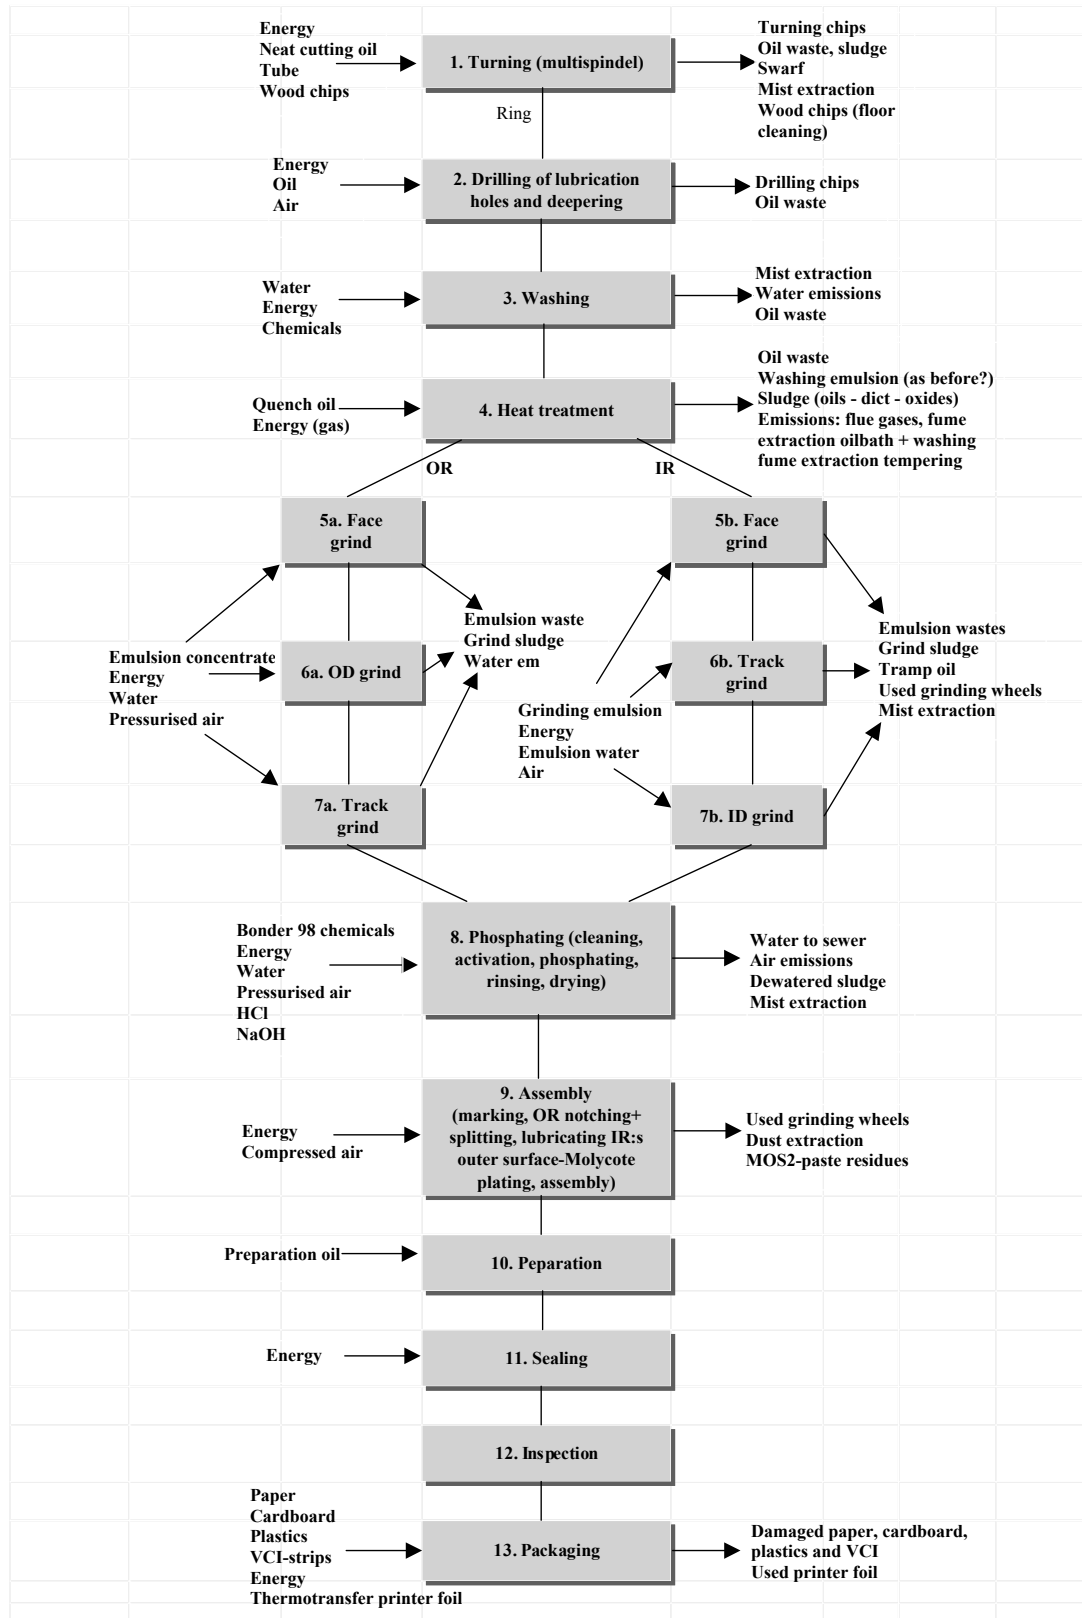 Energy
Neat cutting oil
Tube
Wood chips
1. Turning (multispindel)
Turning chips
Oil waste, sludge
Swarf
Mist extraction
Wood chips (floor
cleaning)
Ring
Energy
Oil
Air
2. Drilling of lubrication
holes and deepering
Drilling chips
Oil waste
Water
Energy
Chemicals
3. Washing
Mist extraction
Water emissions
Oil waste
Quench oil
Energy (gas)
4. Heat treatment
Oil waste
Washing emulsion (as before?)
Sludge (oils - dict - oxides)
Emissions: flue gases, fume
extraction oilbath + washing
fume extraction tempering
OR
IR
5a. Face
grind
5b. Face
grind
Emulsion concentrate
Energy
Water
Pressurised air
6a. OD grind
Emulsion waste
Grind sludge
Water em
Grinding emulsion
Energy
Emulsion water
Air
6b. Track
grind
Emulsion wastes
Grind sludge
Tramp oil
Used grinding wheels
Mist extraction
7a. Track
grind
7b. ID grind
Bonder 98 chemicals
Energy
Water
Pressurised air
HCl
NaOH
8. Phosphating (cleaning,
activation, phosphating,
rinsing, drying)
Water to sewer
Air emissions
Dewatered sludge
Mist extraction
Energy
Compressed air
9. Assembly
(marking, OR notching+
splitting, lubricating IR:s
outer surface-Molycote
plating, assembly)
Used grinding wheels
Dust extraction
MOS2-paste residues
Preparation oil
10. Peparation
Energy
11. Sealing
12. Inspection
Paper
Cardboard
Plastics
VCI-strips
Energy
Thermotransfer printer foil
13. Packaging
Damaged paper, cardboard,
plastics and VCI
Used printer foil